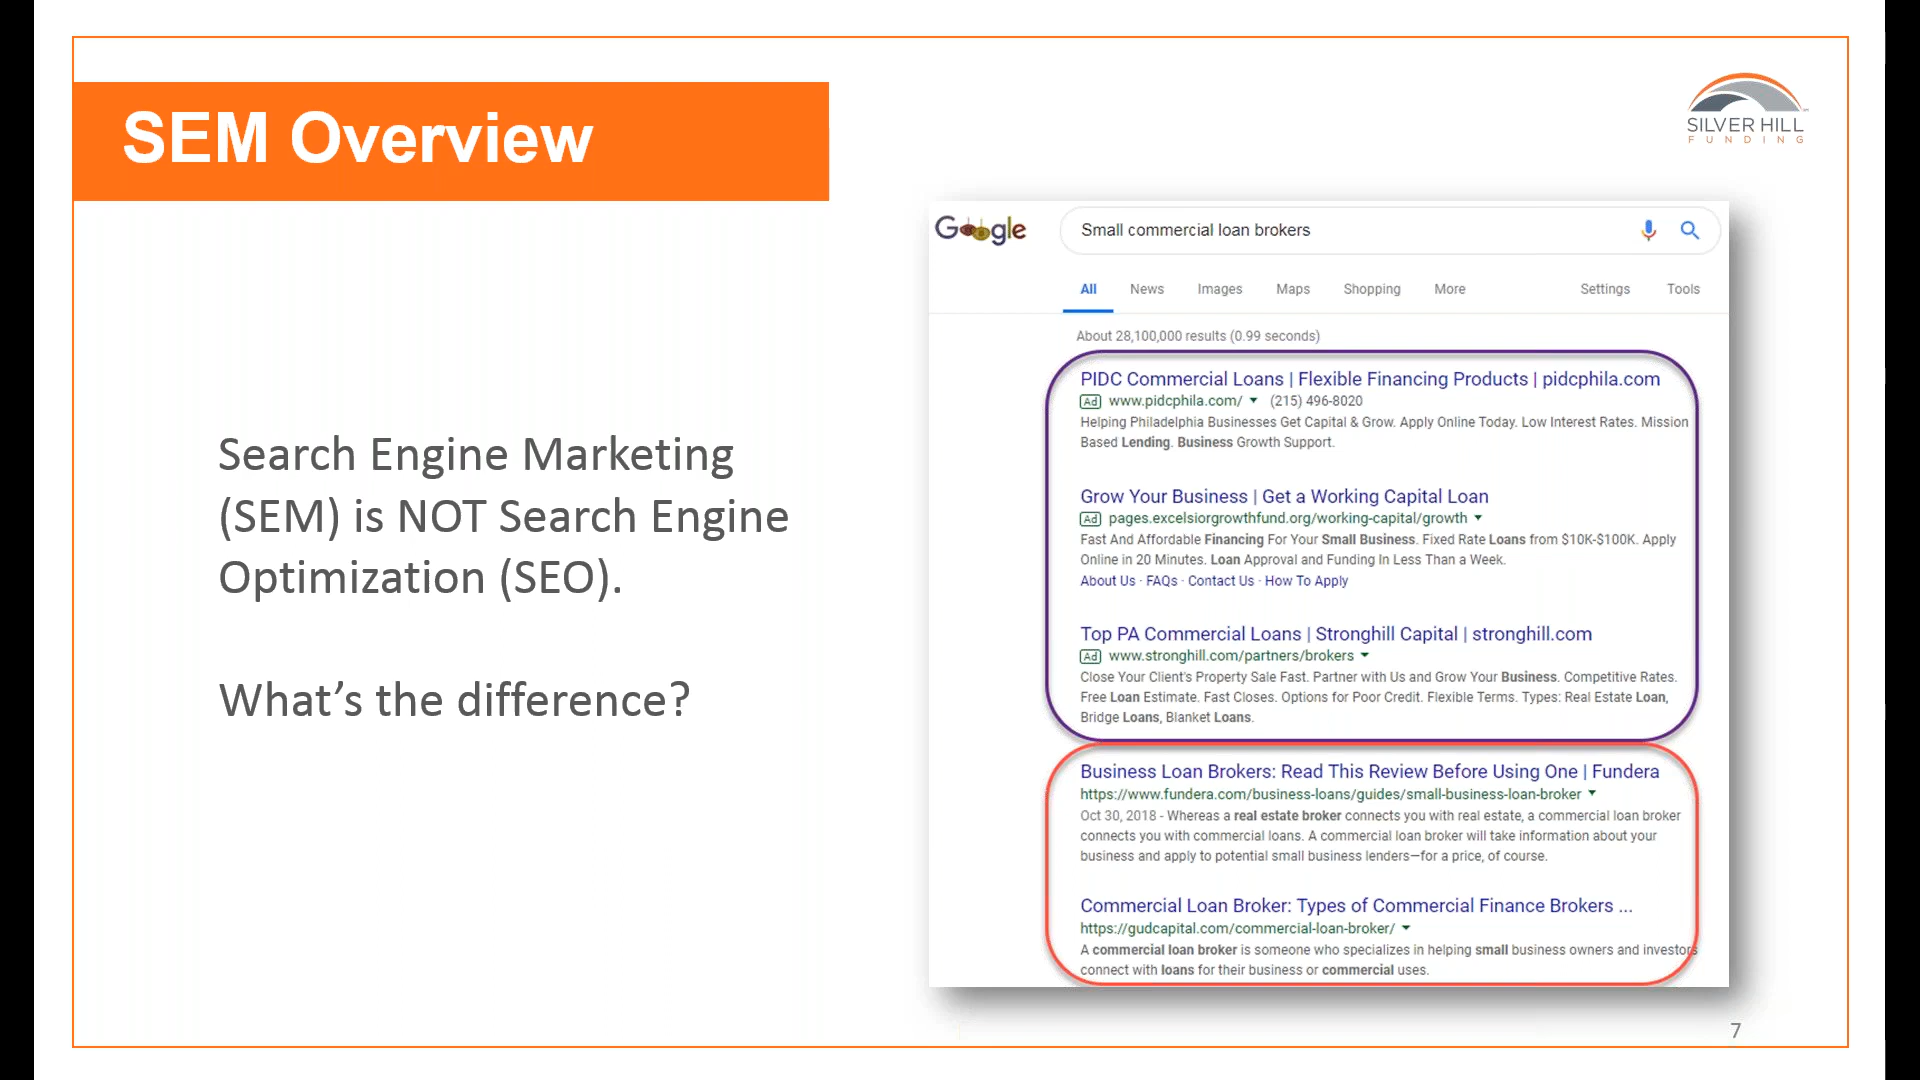 SEM Overview
SILVER HILL
FUNDING
Search Engine Marketing
(SEM) is NOT Search Engine
Optimization (SEO).
What’s the difference?
Google
Small commercial loan brokers
All News Images Maps Shopping More Settings Tools
About 28,100,000 results (0.99 seconds)
PIDC Commercial Loans | Flexible Financing Products | pidcphila.com
Ad www.pidcphila.com/ (215) 496-8020
Helping Philadelphia Businesses Get Capital & Grow. Apply Online Today. Low Interest Rates. Mission
Based Lending. Business Growth Support.
Grow Your Business | Get a Working Capital Loan
Ad pages.excelsiorgrowthfund.org/working-capital/growth
Fast And Affordable Financing For Your Small Business. Fixed Rate Loans from $10K-$100K. Apply
Online in 20 Minutes. Loan Approval and Funding In Less Than a Week.
About Us · FAQs · Contact Us · How To Apply
Top PA Commercial Loans | Stronghill Capital | stronghill.com
Ad www.stronghill.com/partners/brokers
Close Your Client's Property Sale Fast. Partner with Us and Grow Your Business. Competitive Rates.
Free Loan Estimate. Fast Closes. Options for Poor Credit. Flexible Terms. Types: Real Estate Loan,
Bridge Loans, Blanket Loans.
Business Loan Brokers: Read This Review Before Using One | Fundera
https://www.fundera.com/business-loans/guides/small-business-loan-broker
Oct 30, 2018 - Whereas a real estate broker connects you with real estate, a commercial loan broker
connects you with commercial loans. A commercial loan broker will take information about your
business and apply to potential small business lenders—for a price, of course.
Commercial Loan Broker: Types of Commercial Finance Brokers ...
https://gudcapital.com/commercial-loan-broker/
A commercial loan broker is someone who specializes in helping small business owners and investors
connect with loans for their business or commercial uses.
7